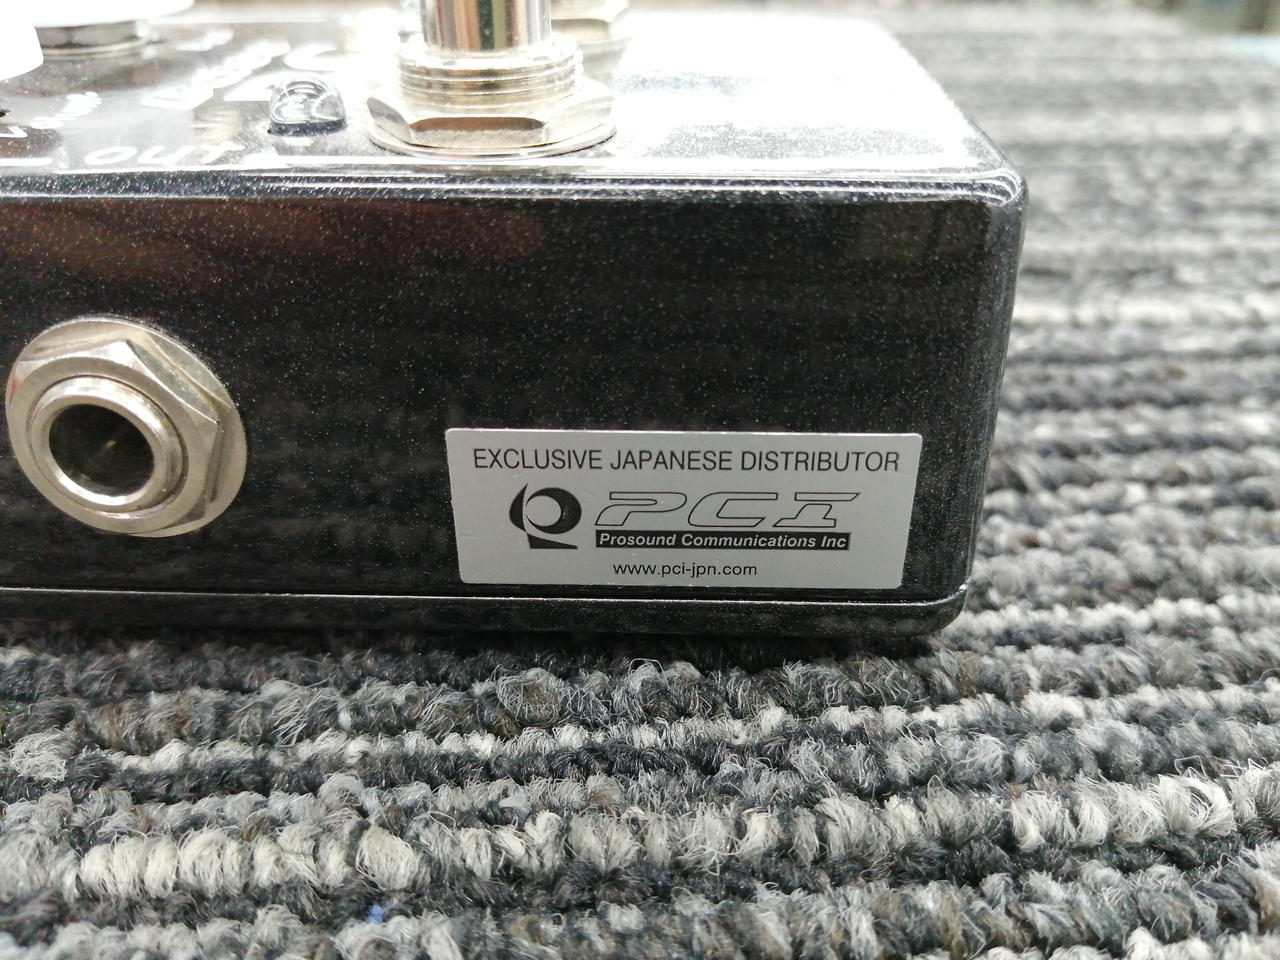 OUT
EXCLUSIVE JAPANESE DISTRIBUTOR
PCI
Prosound Communications Inc
www.pci-jpn.com